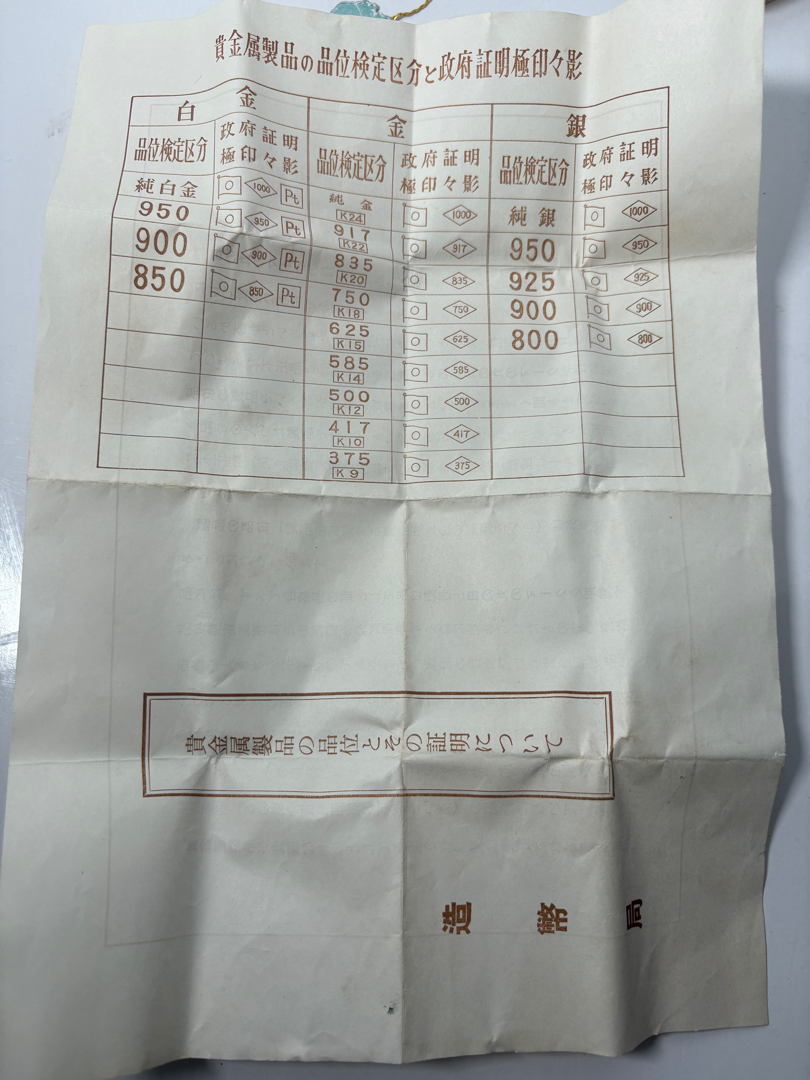 貴金属製品の品位検定区分と政府証明極印々影
白金 金 銀
品位検定区分 政府証明極印々影 品位検定区分 政府証明極印々影 品位検定区分 政府証明極印々影
純白金 1000 Pt 純金 K24 1000 純銀 1000
950 950 Pt 917 K22 917 950 950
900 900 Pt 835 K20 835 925 925
850 850 Pt 750 K18 750 900 900
625 K15 625 800 800
585 K14 585
500 K12 500
417 K10 417
375 K9 375
貴金属製品の品位とその証明について
造幣局